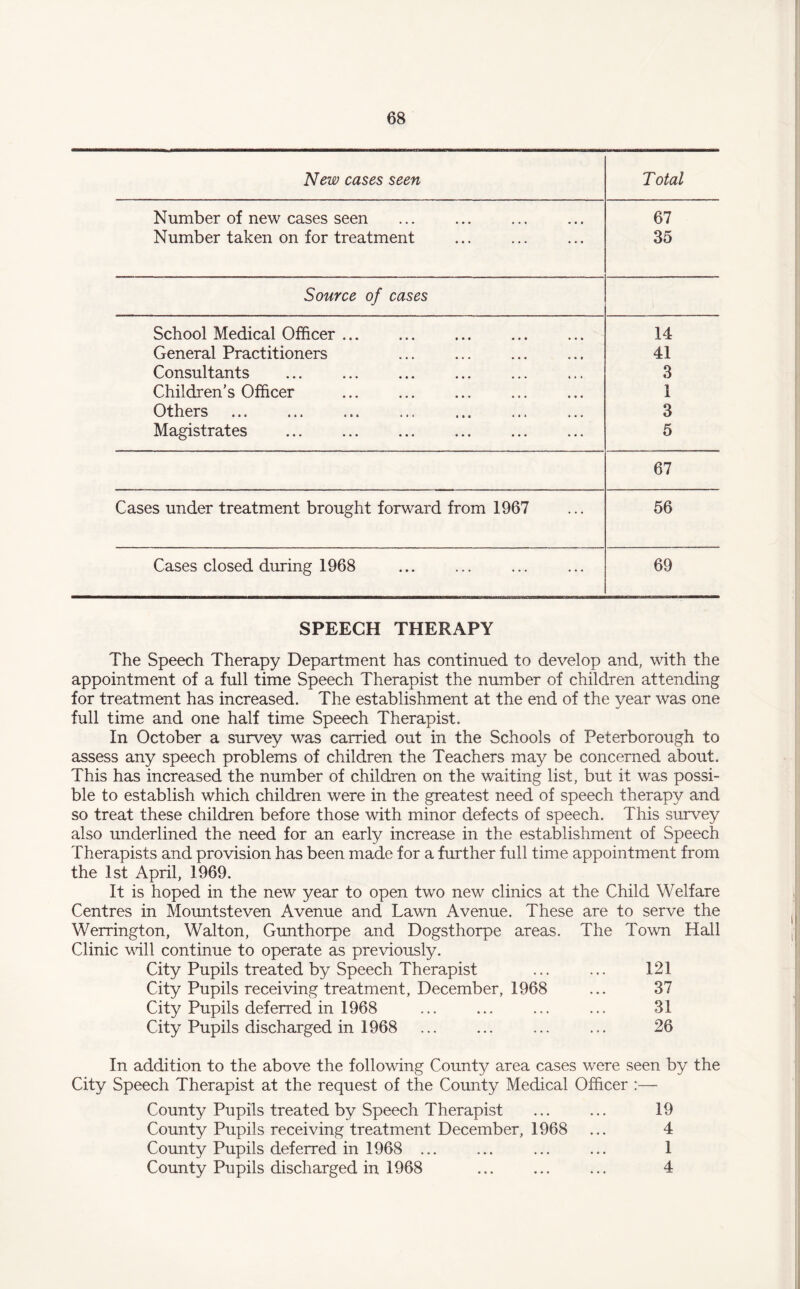 68
New cases seen Total
Number of new cases seen ... ... ... ... 67
Number taken on for treatment ... ... ... 35
Source of cases
School Medical Officer ... ... ... ... ... 14
General Practitioners ... ... ... ... 41
Consultants ... ... ... ... ... ... 3
Children's Officer ... ... ... ... ... 1
Others ... ... ... ... ... ... ... 3
Magistrates ... ... ... ... ... ... 5
67
Cases under treatment brought forward from 1967 ... 56
Cases closed during 1968 ... ... ... ... 69
SPEECH THERAPY
The Speech Therapy Department has continued to develop and, with the
appointment of a full time Speech Therapist the number of children attending
for treatment has increased. The establishment at the end of the year was one
full time and one half time Speech Therapist.
In October a survey was carried out in the Schools of Peterborough to
assess any speech problems of children the Teachers may be concerned about.
This has increased the number of children on the waiting list, but it was possi-
ble to establish which children were in the greatest need of speech therapy and
so treat these children before those with minor defects of speech. This survey
also underlined the need for an early increase in the establishment of Speech
Therapists and provision has been made for a further full time appointment from
the 1st April, 1969.
It is hoped in the new year to open two new clinics at the Child Welfare
Centres in Mountsteven Avenue and Lawn Avenue. These are to serve the
Werrington, Walton, Gunthorpe and Dogsthorpe areas. The Town Hall
Clinic will continue to operate as previously.
City Pupils treated by Speech Therapist ... ... 121
City Pupils receiving treatment, December, 1968 ... 37
City Pupils deferred in 1968 ... ... ... ... 31
City Pupils discharged in 1968 ... ... ... ... 26
In addition to the above the following County area cases were seen by the
City Speech Therapist at the request of the County Medical Officer :—
County Pupils treated by Speech Therapist ... ... 19
County Pupils receiving treatment December, 1968 ... 4
County Pupils deferred in 1968 ... ... ... ... 1
County Pupils discharged in 1968 ... ... ... 4